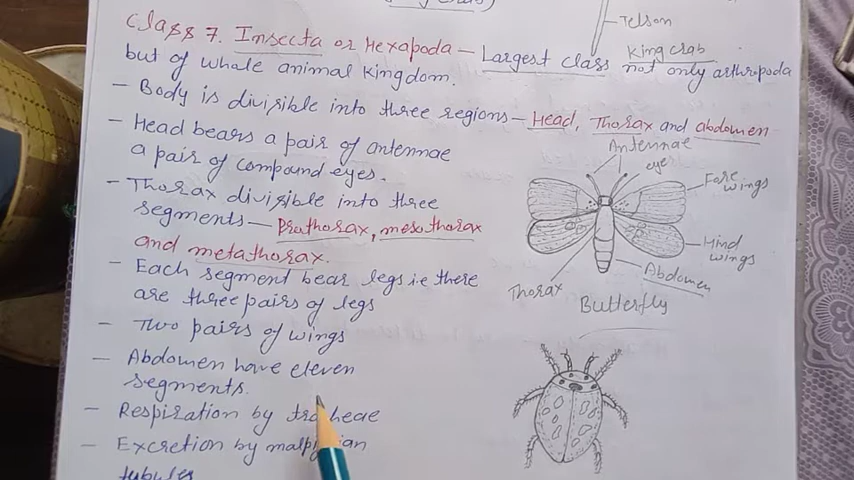 Telson
King crab
Class 7. Insecta or Hexapoda – Largest class not only arthropoda
but of whole animal kingdom.
– Body is divisible into three regions – Head, Thorax and abdomen
– Head bears a pair of antennae
a pair of compound eyes.
– Thorax divisible into three
segments – Prothorax, mesothorax
and metathorax.
– Each segment bear legs i.e there
are three pairs of legs
– Two pairs of wings
– Abdomen have eleven
segments.
– Respiration by tracheae
– Excretion by malpighian
tubules
Antennae
eye
Fore
wings
Hind
wings
Abdomen
Thorax
Butterfly